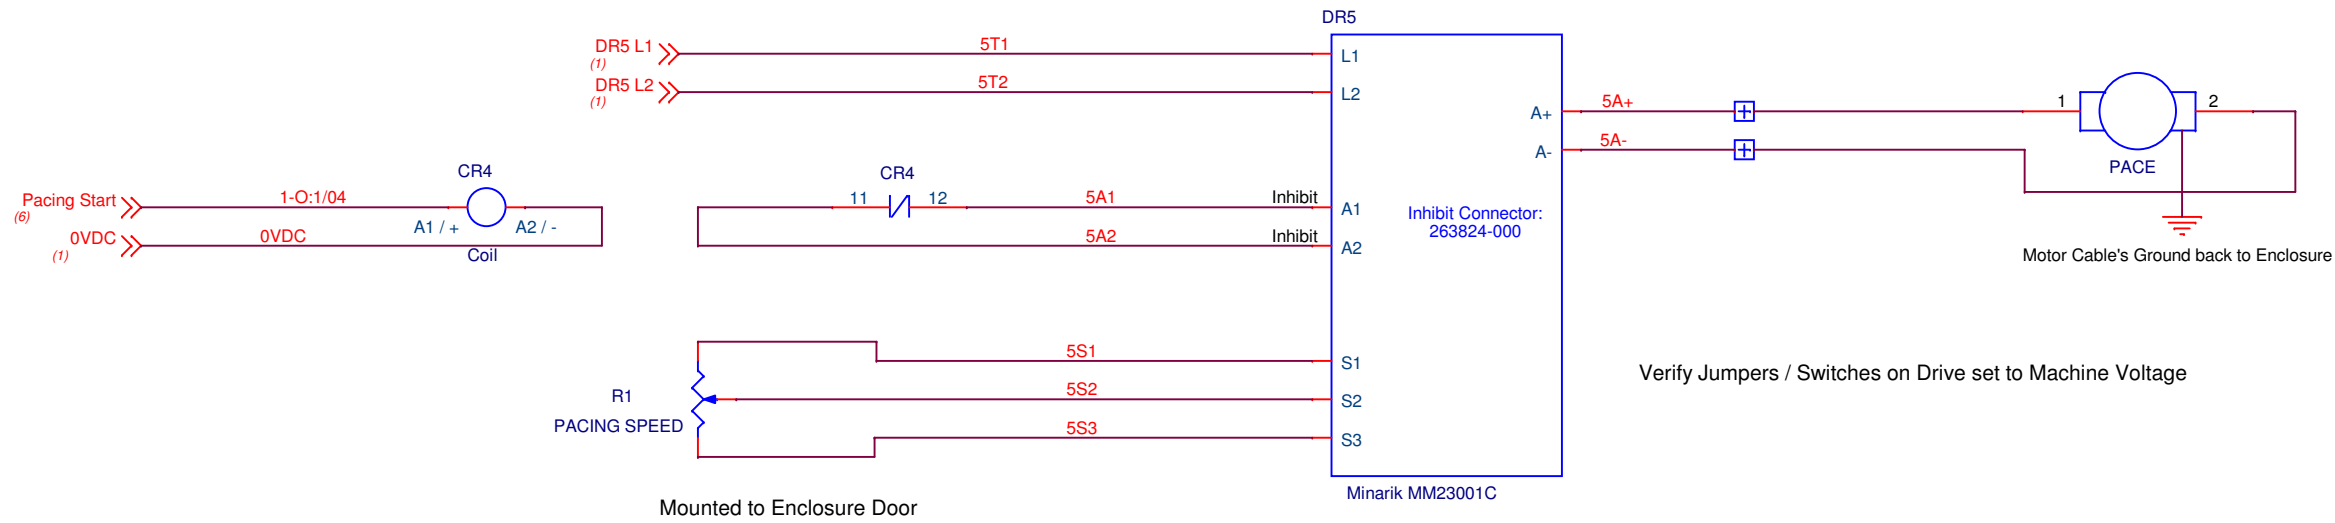 DR5
DR5 L1
(1)
5T1
L1
DR5 L2
(1)
5T2
L2
5A+
A+
1
2
5A-
A-
PACE
CR4
CR4
Pacing Start
(6)
1-O:1/04
A1 / +
A2 / -
11
12
5A1
Inhibit
A1
Inhibit Connector:
263824-000
0VDC
(1)
0VDC
Coil
5A2
Inhibit
A2
Motor Cable's Ground back to Enclosure
5S1
S1
Verify Jumpers / Switches on Drive set to Machine Voltage
R1
PACING SPEED
5S2
S2
5S3
S3
Minarik MM23001C
Mounted to Enclosure Door